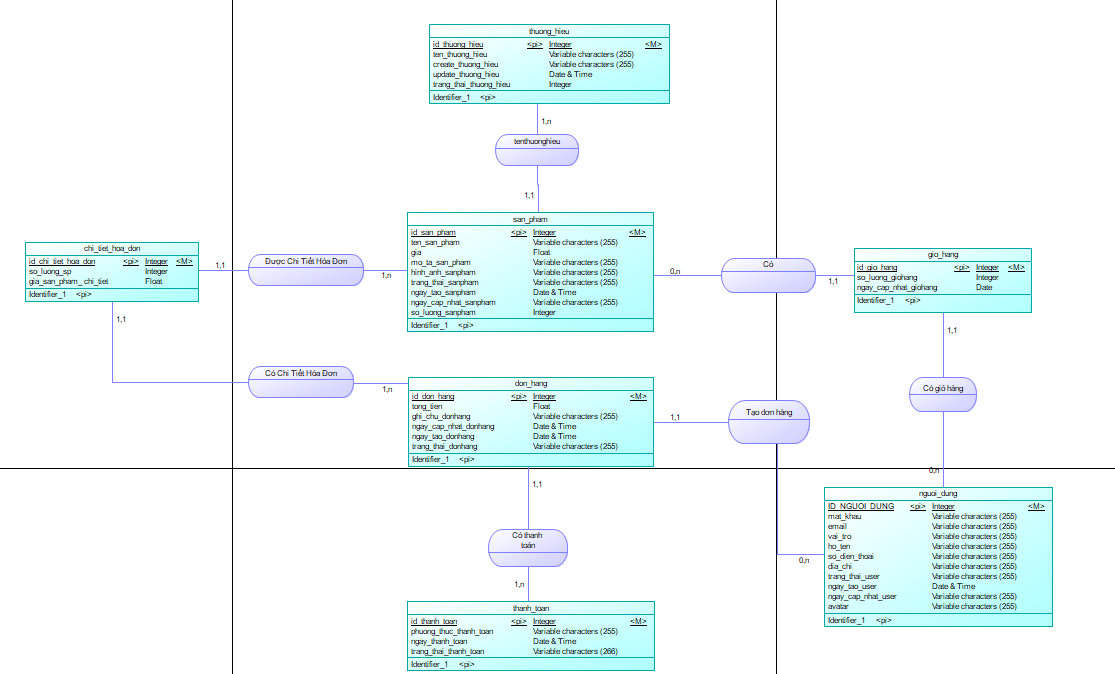 thuong_hieu
id_thuong_hieu <pi> Integer <M>
ten_thuong_hieu Variable characters (255)
create_thuong_hieu Variable characters (255)
update_thuong_hieu Date & Time
trang_thai_thuong_hieu Integer
Identifier_1 <pi>
1,n
tenthuonghieu
1,1
san_pham
id_san_pham <pi> Integer <M>
ten_san_pham Variable characters (255)
gia Float
mo_ta_san_pham Variable characters (255)
hinh_anh_sanpham Variable characters (255)
trang_thai_sanpham Variable characters (255)
ngay_tao_sanpham Date & Time
ngay_cap_nhat_sanpham Variable characters (255)
so_luong_sanpham Integer
Identifier_1 <pi>
chi_tiet_hoa_don
id_chi_tiet_hoa_don <pi> Integer <M>
so_luong_sp Integer
gia_san_pham_chi_tiet Float
Identifier_1 <pi>
1,1
Được Chi Tiết Hóa Đơn
1,n
0,n
Có
1,1
gio_hang
id_gio_hang <pi> Integer <M>
so_luong_giohang Integer
ngay_cap_nhat_giohang Date
Identifier_1 <pi>
1,1
1,1
Có Chi Tiết Hóa Đơn
1,n
don_hang
id_don_hang <pi> Integer <M>
tong_tien Float
ghi_chu_donhang Variable characters (255)
ngay_cap_nhat_donhang Date & Time
ngay_tao_donhang Date & Time
trang_thai_donhang Variable characters (255)
Identifier_1 <pi>
1,1
Tạo đơn hàng
Có giỏ hàng
0,n
1,1
Có thanh
toán
1,n
thanh_toan
id_thanh_toan <pi> Integer <M>
phuong_thuc_thanh_toan Variable characters (255)
ngay_thanh_toan Date & Time
trang_thai_thanh_toan Variable characters (266)
Identifier_1 <pi>
0,n
nguoi_dung
ID_NGUOI_DUNG <pi> Integer <M>
mat_khau Variable characters (255)
email Variable characters (255)
vai_tro Variable characters (255)
ho_ten Variable characters (255)
so_dien_thoai Variable characters (255)
dia_chi Variable characters (255)
trang_thai_user Variable characters (255)
ngay_tao_user Date & Time
ngay_cap_nhat_user Variable characters (255)
avatar Variable characters (255)
Identifier_1 <pi>